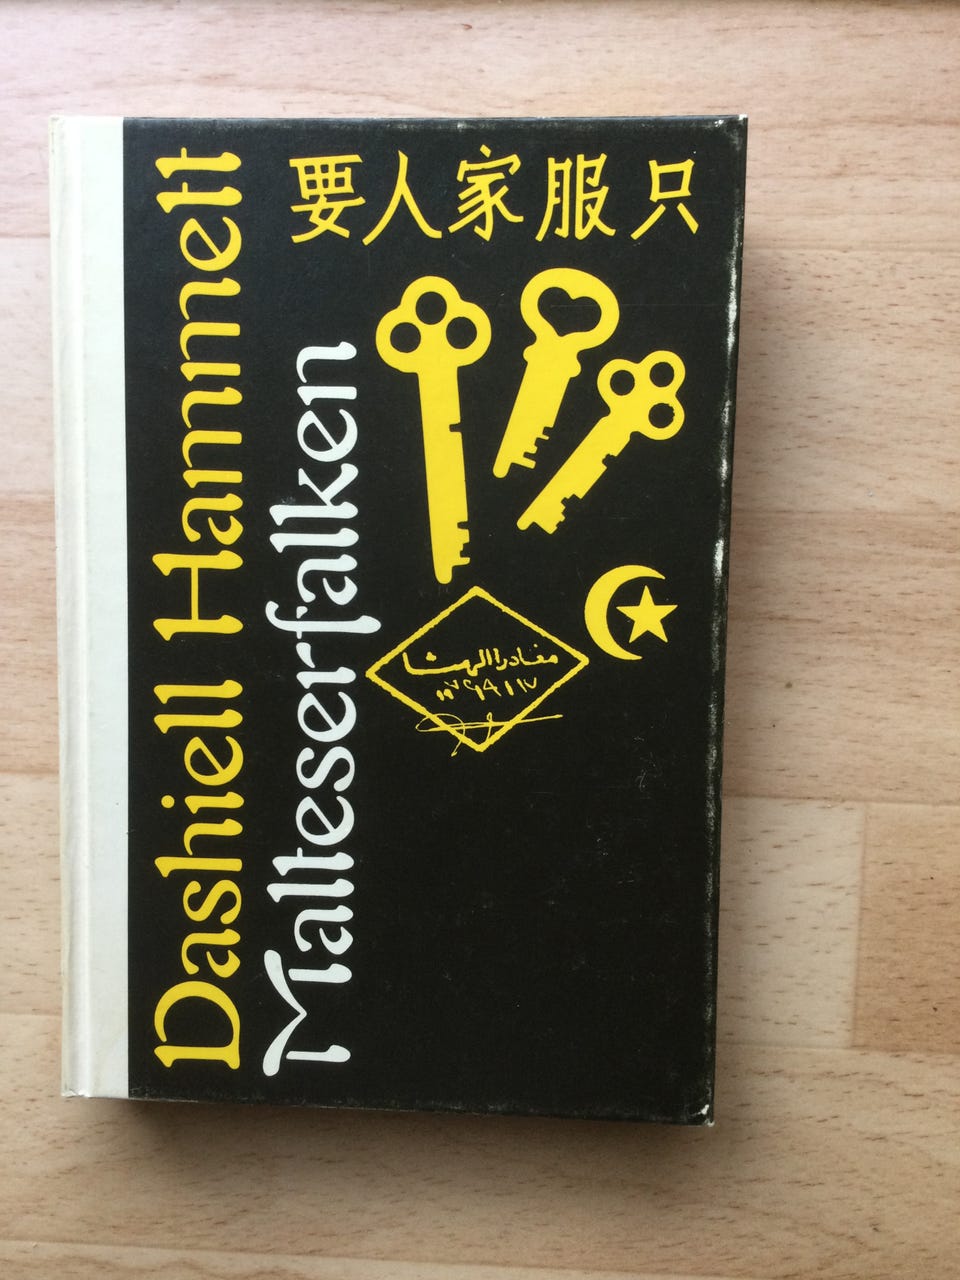 Dashiell Hammett
Malteserfalken
要人家服只